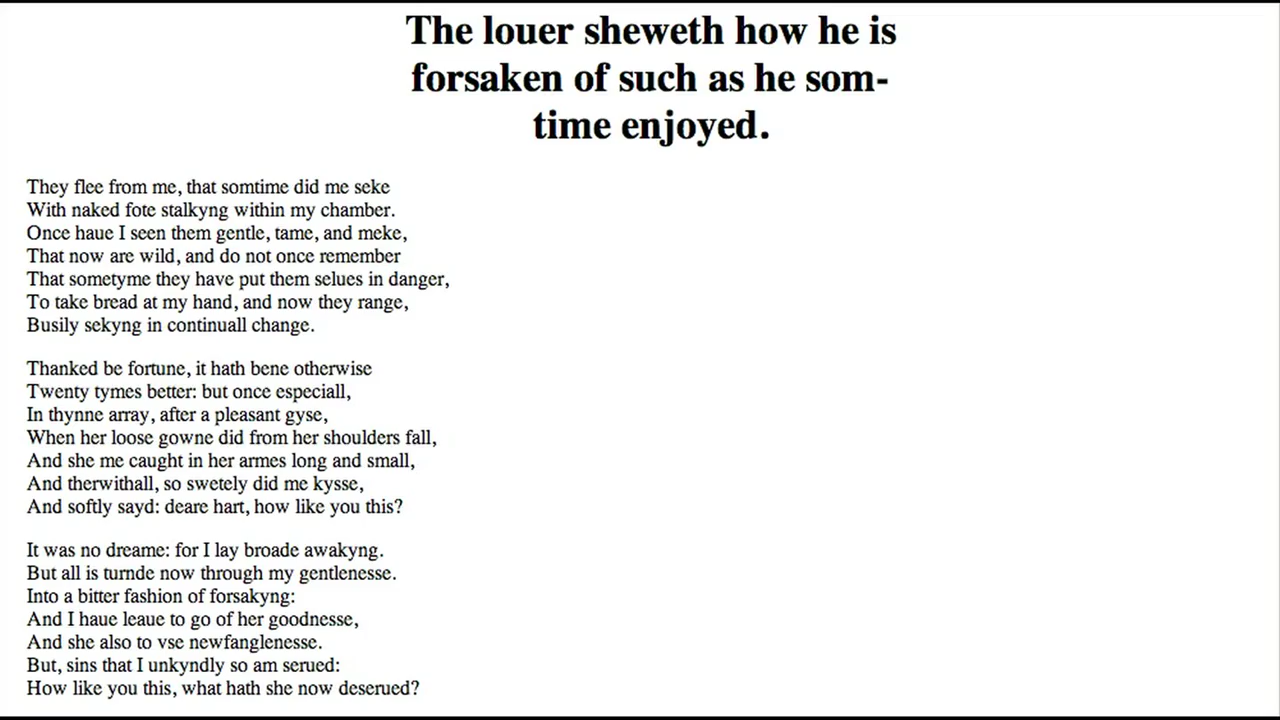 The louer sheweth how he is
forsaken of such as he som-
time enjoyed.
They flee from me, that somtime did me seke
With naked fote stalkyng within my chamber.
Once haue I seen them gentle, tame, and meke,
That now are wild, and do not once remember
That sometyme they have put them selues in danger,
To take bread at my hand, and now they range,
Busily sekyng in continuall change.
Thanked be fortune, it hath bene otherwise
Twenty tymes better: but once especiall,
In thynne array, after a pleasant gyse,
When her loose gowne did from her shoulders fall,
And she me caught in her armes long and small,
And therwithall, so swetely did me kysse,
And softly sayd: deare hart, how like you this?
It was no dreame: for I lay broade awakyng.
But all is turnde now through my gentlenesse.
Into a bitter fashion of forsakyng:
And I haue leaue to go of her goodnesse,
And she also to vse newfanglenesse.
But, sins that I unkyndly so am serued:
How like you this, what hath she now deserued?